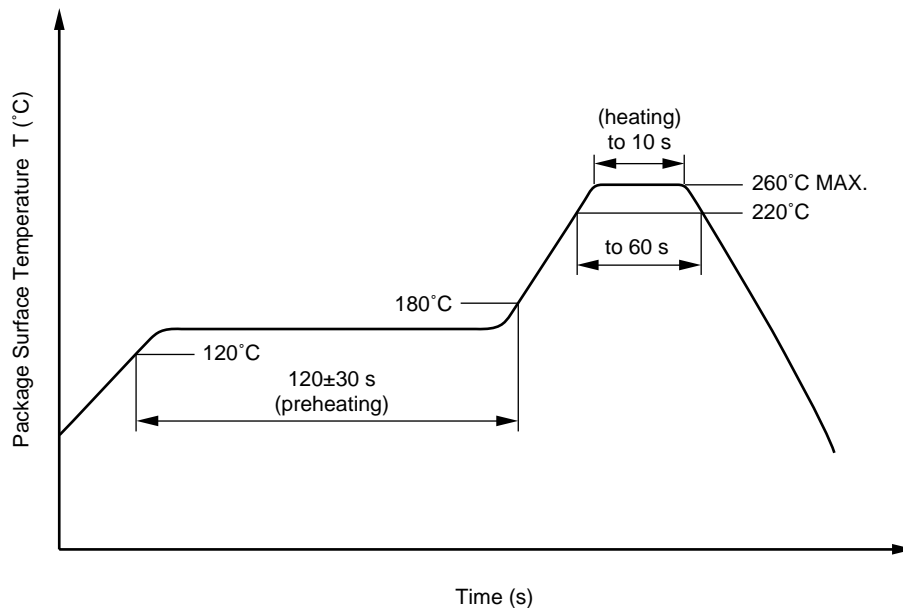 Package Surface Temperature T (˚C)
(heating)
to 10 s
260˚C MAX.
220˚C
to 60 s
180˚C
120˚C
120±30 s
(preheating)
Time (s)